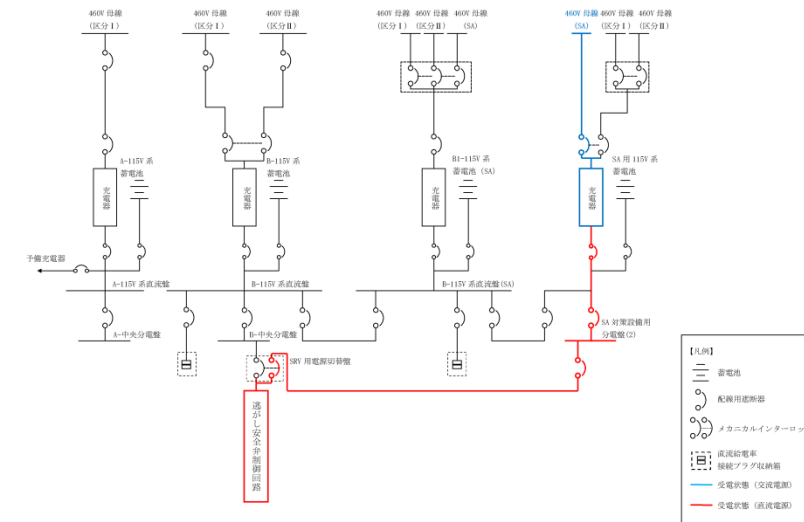 460V 母線
(区分Ⅰ)
460V 母線
(区分Ⅰ)
460V 母線
(区分Ⅱ)
460V 母線
(区分Ⅰ)
460V 母線
(区分Ⅱ)
460V 母線
(SA)
460V 母線
(SA)
460V 母線
(区分Ⅰ)
460V 母線
(区分Ⅱ)
A-115V 系
蓄電池
充電器
B-115V 系
蓄電池
充電器
B1-115V 系
蓄電池 (SA)
充電器
SA 用 115V 系
蓄電池
充電器
予備充電器
A-115V 系直流盤
B-115V 系直流盤
B-115V 系直流盤(SA)
A-中央分電盤
B-中央分電盤
SA 対策設備用
分電盤(2)
SRV 用電源切替盤
逃がし安全弁制御回路
【凡例】
蓄電池
配線用遮断器
メカニカルインターロッ
直流給電車
接続プラグ収納箱
受電状態 (交流電源)
受電状態 (直流電源)